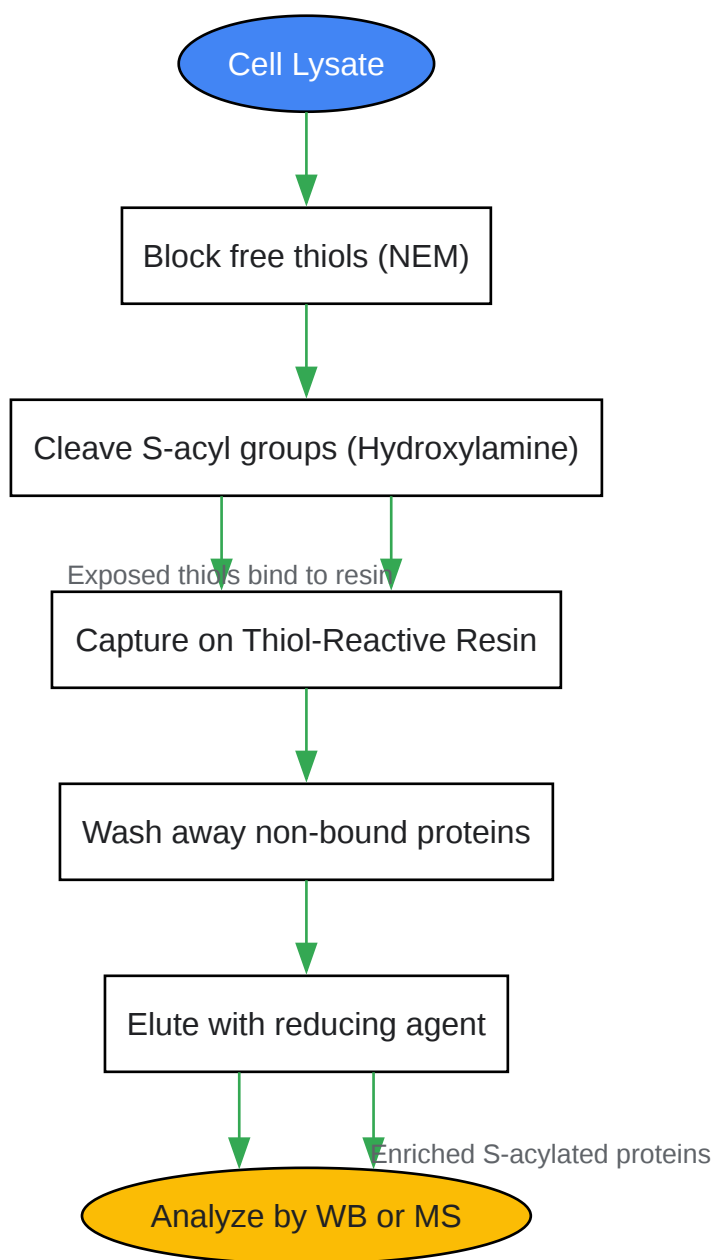 Cell Lysate
Block free thiols (NEM)
Cleave S-acyl groups (Hydroxylamine)
Exposed thiols bind to resin
Capture on Thiol-Reactive Resin
Wash away non-bound proteins
Elute with reducing agent
Enriched S-acylated proteins
Analyze by WB or MS